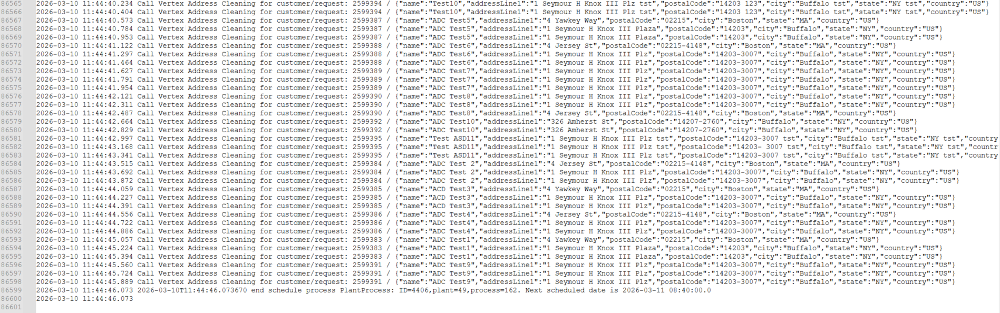 86565 2026-03-10 11:44:40.234 Call Vertex Address Cleaning for customer/request: 2599394 / {"name":"Test10","addressLine1":"1 Seymour H Knox III Plz tst","postalCode":"14203 123","city":"Buffalo tst","state":"NY tst","country":"US"}
86566 2026-03-10 11:44:40.404 Call Vertex Address Cleaning for customer/request: 2599394 / {"name":"Test10","addressLine1":"1 Seymour H Knox III Plz tst","postalCode":"14203 123","city":"Buffalo tst","state":"NY tst","country":"US"}
86567 2026-03-10 11:44:40.573 Call Vertex Address Cleaning for customer/request: 2599387 / {"name":"ADC Test5","addressLine1":"4 Yawkey Way","postalCode":"02215","city":"Boston","state":"MA","country":"US"}
86568 2026-03-10 11:44:40.784 Call Vertex Address Cleaning for customer/request: 2599387 / {"name":"ADC Test5","addressLine1":"1 Seymour H Knox III Plaza","postalCode":"14203","city":"Buffalo","state":"NY","country":"US"}
86569 2026-03-10 11:44:40.953 Call Vertex Address Cleaning for customer/request: 2599387 / {"name":"ADC Test5","addressLine1":"1 Seymour H Knox III Plaza","postalCode":"14203","city":"Buffalo","state":"NY","country":"US"}
86570 2026-03-10 11:44:41.122 Call Vertex Address Cleaning for customer/request: 2599388 / {"name":"ADC Test6","addressLine1":"4 Jersey St","postalCode":"02215-4148","city":"Boston","state":"MA","country":"US"}
86571 2026-03-10 11:44:41.297 Call Vertex Address Cleaning for customer/request: 2599388 / {"name":"ADC Test6","addressLine1":"1 Seymour H Knox III Plz","postalCode":"14203-3007","city":"Buffalo","state":"NY","country":"US"}
86572 2026-03-10 11:44:41.464 Call Vertex Address Cleaning for customer/request: 2599388 / {"name":"ADC Test6","addressLine1":"1 Seymour H Knox III Plz","postalCode":"14203-3007","city":"Buffalo","state":"NY","country":"US"}
86573 2026-03-10 11:44:41.627 Call Vertex Address Cleaning for customer/request: 2599389 / {"name":"ADC Test7","addressLine1":"1 Seymour H Knox III Plz","postalCode":"14203-3007","city":"Buffalo","state":"NY","country":"US"}
86574 2026-03-10 11:44:41.791 Call Vertex Address Cleaning for customer/request: 2599389 / {"name":"ADC Test7","addressLine1":"1 Seymour H Knox III Plz","postalCode":"14203-3007","city":"Buffalo","state":"NY","country":"US"}
86575 2026-03-10 11:44:41.954 Call Vertex Address Cleaning for customer/request: 2599389 / {"name":"ADC Test7","addressLine1":"1 Seymour H Knox III Plz","postalCode":"14203-3007","city":"Buffalo","state":"NY","country":"US"}
86576 2026-03-10 11:44:42.121 Call Vertex Address Cleaning for customer/request: 2599390 / {"name":"ADC Test8","addressLine1":"1 Seymour H Knox III Plz","postalCode":"14203-3007","city":"Buffalo","state":"NY","country":"US"}
86577 2026-03-10 11:44:42.311 Call Vertex Address Cleaning for customer/request: 2599390 / {"name":"ADC Test8","addressLine1":"1 Seymour H Knox III Plz","postalCode":"14203-3007","city":"Buffalo","state":"NY","country":"US"}
86578 2026-03-10 11:44:42.487 Call Vertex Address Cleaning for customer/request: 2599390 / {"name":"ADC Test8","addressLine1":"4 Jersey St","postalCode":"02215-4148","city":"Boston","state":"MA","country":"US"}
86579 2026-03-10 11:44:42.664 Call Vertex Address Cleaning for customer/request: 2599392 / {"name":"ADC Test10","addressLine1":"326 Amherst St","postalCode":"14207-2760","city":"Buffalo","state":"NY","country":"US"}
86580 2026-03-10 11:44:42.829 Call Vertex Address Cleaning for customer/request: 2599392 / {"name":"ADC Test10","addressLine1":"326 Amherst St","postalCode":"14207-2760","city":"Buffalo","state":"NY","country":"US"}
86581 2026-03-10 11:44:42.997 Call Vertex Address Cleaning for customer/request: 2599395 / {"name":"Test ASD11","addressLine1":"1 Seymour H Knox III Plz tst","postalCode":"14203-3007 tst","city":"Buffalo tst","state":"NY tst","country
86582 2026-03-10 11:44:43.168 Call Vertex Address Cleaning for customer/request: 2599395 / {"name":"Test ASD11","addressLine1":"1 Seymour H Knox III Plz tst","postalCode":"14203- 3007 tst","city":"Buffalo tst","state":"NY tst","countr
86583 2026-03-10 11:44:43.341 Call Vertex Address Cleaning for customer/request: 2599395 / {"name":"Test ASD11","addressLine1":"1 Seymour H Knox III Plz tst","postalCode":"14203-3007 tst","city":"Buffalo tst","state":"NY tst","country
86584 2026-03-10 11:44:43.515 Call Vertex Address Cleaning for customer/request: 2599384 / {"name":"ADC Test 2","addressLine1":"4 Jersey St","postalCode":"02215-4148","city":"Boston","state":"MA","country":"US"}
86585 2026-03-10 11:44:43.692 Call Vertex Address Cleaning for customer/request: 2599384 / {"name":"ADC Test 2","addressLine1":"1 Seymour H Knox III Plz","postalCode":"14203-3007","city":"Buffalo","state":"NY","country":"US"}
86586 2026-03-10 11:44:43.872 Call Vertex Address Cleaning for customer/request: 2599384 / {"name":"ADC Test 2","addressLine1":"1 Seymour H Knox III Plz","postalCode":"14203-3007","city":"Buffalo","state":"NY","country":"US"}
86587 2026-03-10 11:44:44.059 Call Vertex Address Cleaning for customer/request: 2599385 / {"name":"ACD Test3","addressLine1":"4 Yawkey Way","postalCode":"02215","city":"Boston","state":"MA","country":"US"}
86588 2026-03-10 11:44:44.227 Call Vertex Address Cleaning for customer/request: 2599385 / {"name":"ACD Test3","addressLine1":"1 Seymour H Knox III Plz","postalCode":"14203-3007","city":"Buffalo","state":"NY","country":"US"}
86589 2026-03-10 11:44:44.391 Call Vertex Address Cleaning for customer/request: 2599385 / {"name":"ACD Test3","addressLine1":"1 Seymour H Knox III Plz","postalCode":"14203-3007","city":"Buffalo","state":"NY","country":"US"}
86590 2026-03-10 11:44:44.556 Call Vertex Address Cleaning for customer/request: 2599386 / {"name":"ADC Test4","addressLine1":"4 Jersey St","postalCode":"02215-4148","city":"Boston","state":"MA","country":"US"}
86591 2026-03-10 11:44:44.722 Call Vertex Address Cleaning for customer/request: 2599386 / {"name":"ADC Test4","addressLine1":"1 Seymour H Knox III Plz","postalCode":"14203-3007","city":"Buffalo","state":"NY","country":"US"}
86592 2026-03-10 11:44:44.886 Call Vertex Address Cleaning for customer/request: 2599386 / {"name":"ADC Test4","addressLine1":"1 Seymour H Knox III Plz","postalCode":"14203-3007","city":"Buffalo","state":"NY","country":"US"}
86593 2026-03-10 11:44:45.057 Call Vertex Address Cleaning for customer/request: 2599383 / {"name":"ADC Test1","addressLine1":"4 Yawkey Way","postalCode":"02215","city":"Boston","state":"MA","country":"US"}
86594 2026-03-10 11:44:45.224 Call Vertex Address Cleaning for customer/request: 2599383 / {"name":"ADC Test1","addressLine1":"1 Seymour H Knox III Plaza","postalCode":"14203","city":"Buffalo","state":"NY","country":"US"}
86595 2026-03-10 11:44:45.394 Call Vertex Address Cleaning for customer/request: 2599383 / {"name":"ADC Test1","addressLine1":"1 Seymour H Knox III Plaza","postalCode":"14203","city":"Buffalo","state":"NY","country":"US"}
86596 2026-03-10 11:44:45.560 Call Vertex Address Cleaning for customer/request: 2599391 / {"name":"ADC Test9","addressLine1":"1 Seymour H Knox III Plz","postalCode":"14203-3007","city":"Buffalo","state":"NY","country":"US"}
86597 2026-03-10 11:44:45.724 Call Vertex Address Cleaning for customer/request: 2599391 / {"name":"ADC Test9","addressLine1":"1 Seymour H Knox III Plz","postalCode":"14203-3007","city":"Buffalo","state":"NY","country":"US"}
86598 2026-03-10 11:44:45.889 Call Vertex Address Cleaning for customer/request: 2599391 / {"name":"ADC Test9","addressLine1":"1 Seymour H Knox III Plz","postalCode":"14203-3007","city":"Buffalo","state":"NY","country":"US"}
86599 2026-03-10 11:44:46.073 2026-03-10T11:44:46.073670 end schedule process PlantProcess: ID=4406,plant=49,process=162. Next scheduled date is 2026-03-11 08:40:00.0
86600 2026-03-10 11:44:46.073
86601